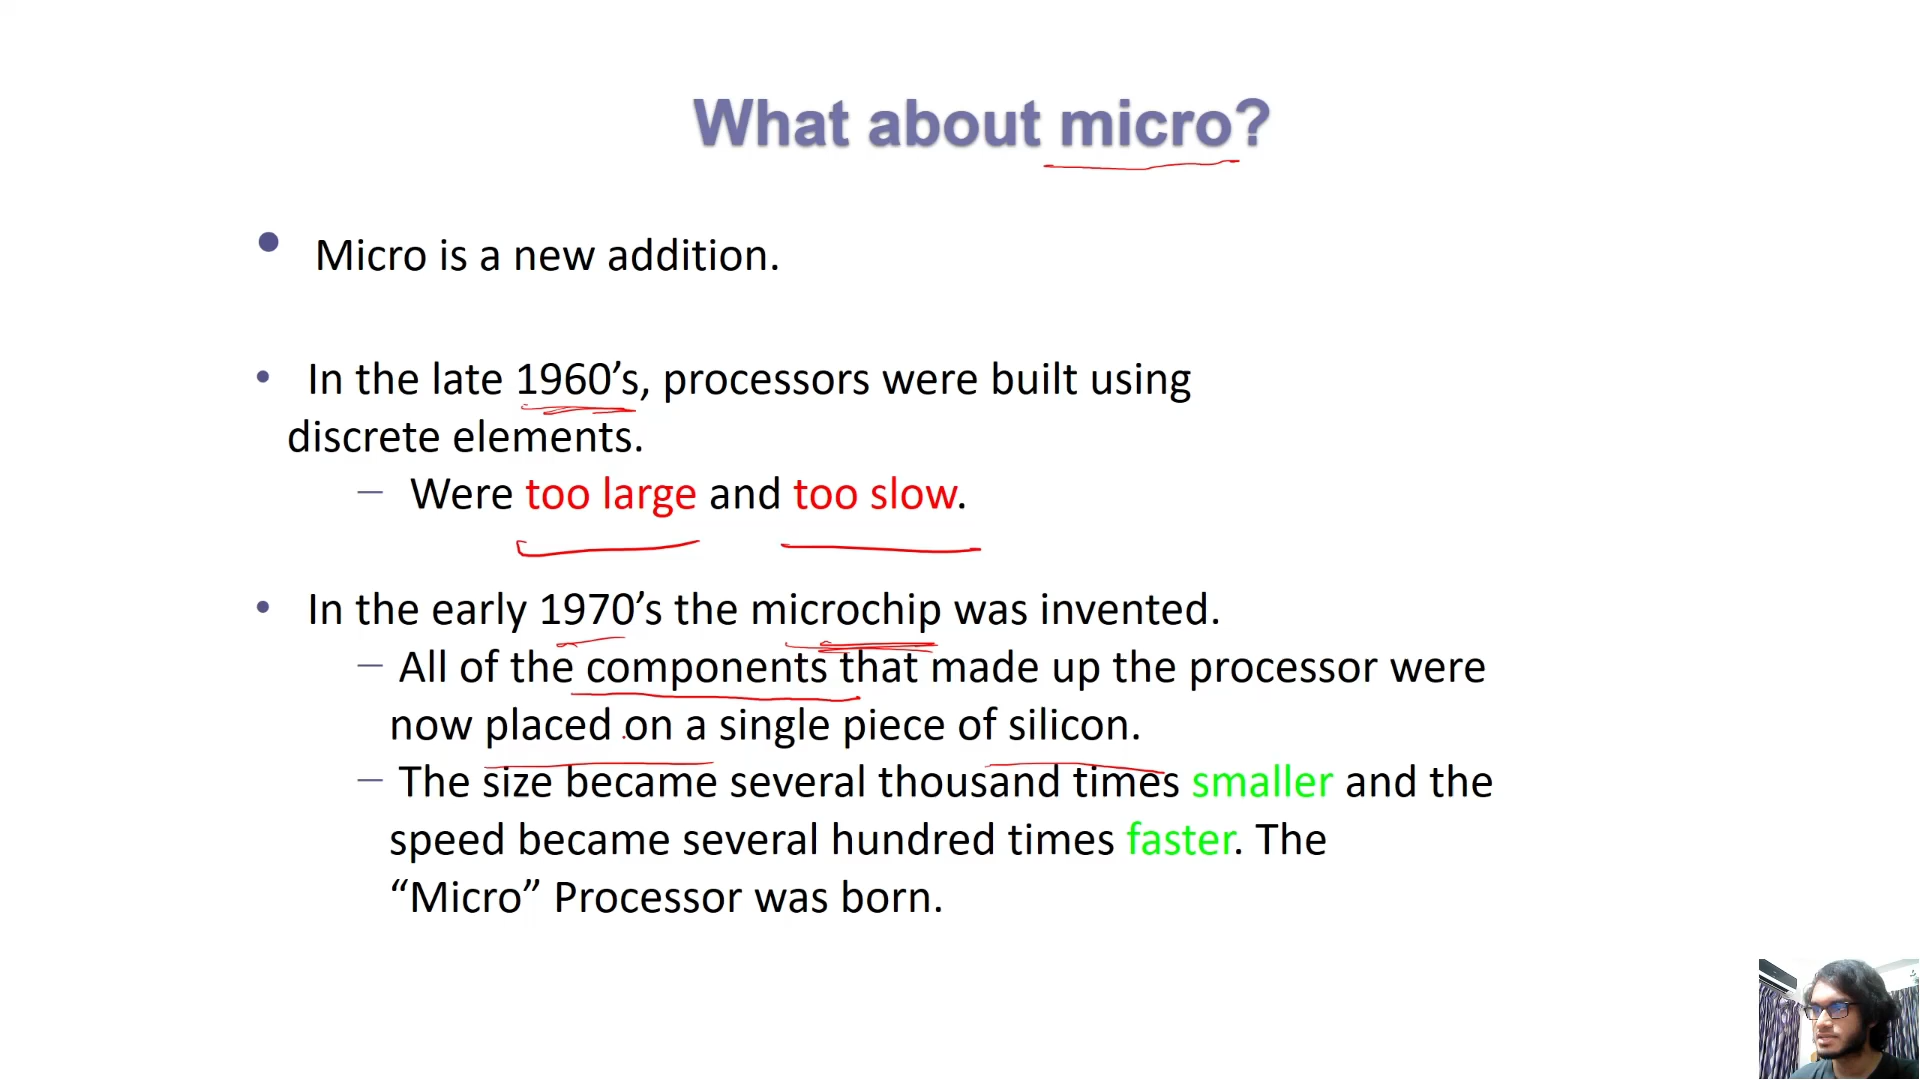 What about micro?
• Micro is a new addition.
• In the late 1960’s, processors were built using
discrete elements.
– Were too large and too slow.
• In the early 1970’s the microchip was invented.
– All of the components that made up the processor were
now placed on a single piece of silicon.
– The size became several thousand times smaller and the
speed became several hundred times faster. The
“Micro” Processor was born.